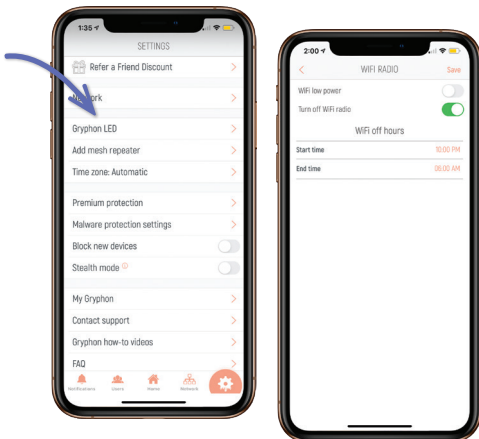 1:35
SETTINGS
Refer a Friend Discount
Network
Gryphon LED
Add mesh repeater
Time zone: Automatic
Premium protection
Malware protection settings
Block new devices
Stealth mode
My Gryphon
Contact support
Gryphon how-to videos
FAQ
Notifications Users Home Network
2:00
WIFI RADIO Save
WiFi low power
Turn off WiFi radio
WiFi off hours
Start time 10:00 PM
End time 06:00 AM